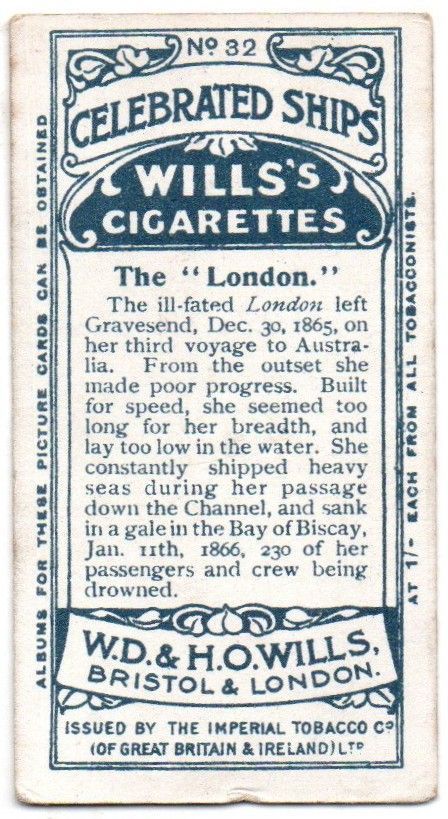 No 32
CELEBRATED SHIPS
WILLS'S
CIGARETTES
The "London."
The ill-fated London left
Gravesend, Dec. 30, 1865, on
her third voyage to Austra-
lia. From the outset she
made poor progress. Built
for speed, she seemed too
long for her breadth, and
lay too low in the water. She
constantly shipped heavy
seas during her passage
down the Channel, and sank
in a gale in the Bay of Biscay,
Jan. 11th, 1866, 230 of her
passengers and crew being
drowned.
W.D. & H.O. WILLS,
BRISTOL & LONDON.
ISSUED BY THE IMPERIAL TOBACCO Co
(OF GREAT BRITAIN & IRELAND) LTD
ALBUMS FOR THESE PICTURE CARDS CAN BE OBTAINED
AT 1/- EACH FROM ALL TOBACCONISTS.